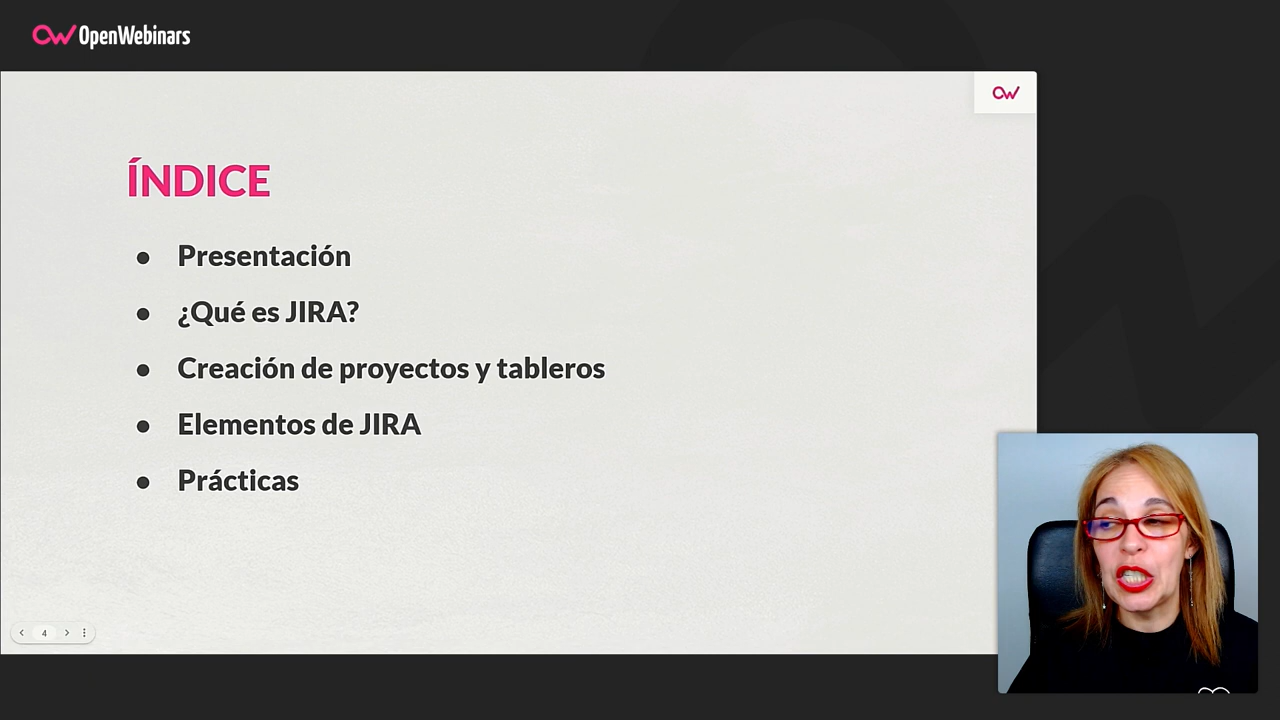 OpenWebinars
ÍNDICE
● Presentación
● ¿Qué es JIRA?
● Creación de proyectos y tableros
● Elementos de JIRA
● Prácticas
4